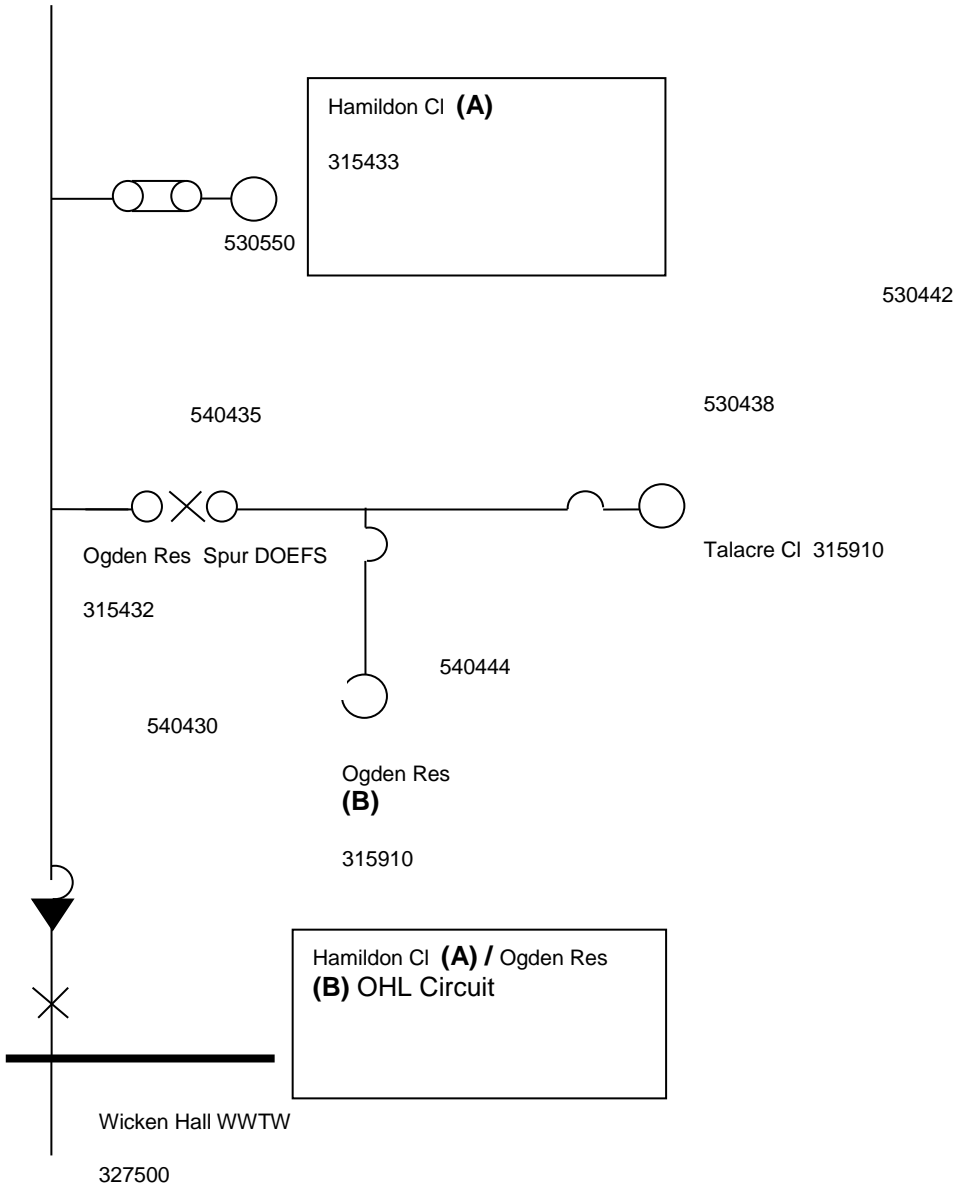 Hamildon Cl (A)
315433
530550
530442
540435
530438
Ogden Res Spur DOEFS
Talacre Cl 315910
315432
540444
540430
Ogden Res
(B)
315910
Hamildon Cl (A) / Ogden Res
(B) OHL Circuit
Wicken Hall WWTW
327500